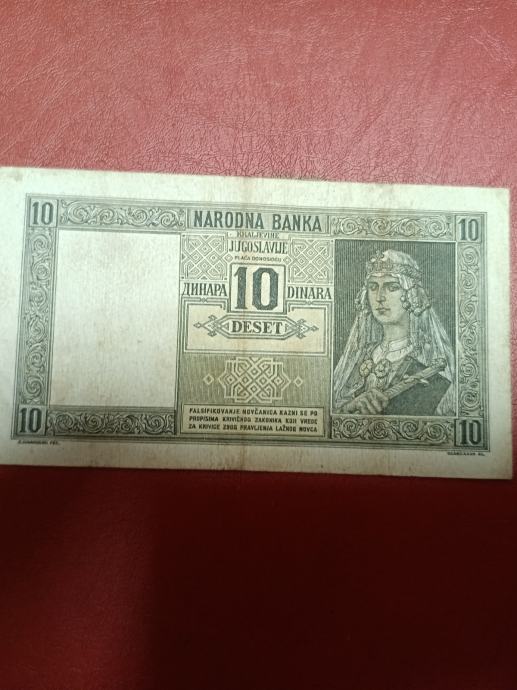 10
NARODNA BANKA
10
KRALJEVINE
JUGOSLAVIJE
PLAĆA DONOSIOCU
ДИНАРА 10 DINARA
DESET
FALSIFIKOVANJE NOVČANICA KAZNI SE PO
PROPISIMA KRIVIČNOG ZAKONIKA KOJI VREDE
ZA KRIVICE ZBOG PRAVLJENJA LAŽNOG NOVCA
10
10